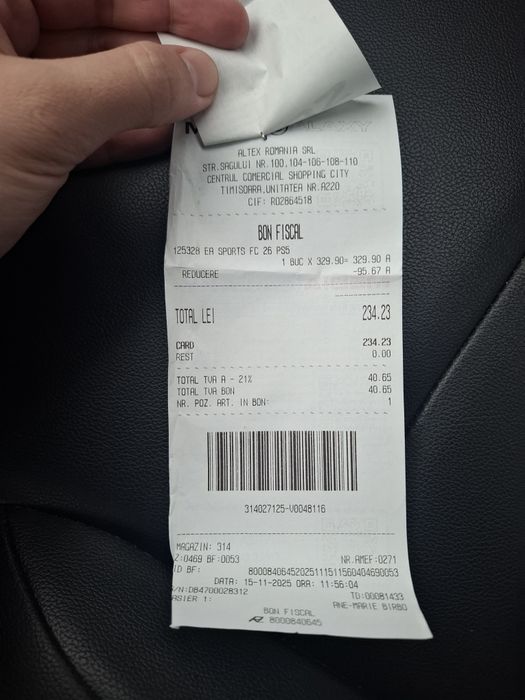 ALTEX ROMANIA SRL
STR.SAGULUI NR.100,104-106-108-110
CENTRUL COMERCIAL SHOPPING CITY
TIMISOARA,UNITATEA NR.A220
CIF: RO2864518
BON FISCAL
125328 EA SPORTS FC 26 PS5
1 BUC X 329.90= 329.90 A
REDUCERE -95.67 A
TOTAL LEI 234.23
CARD 234.23
REST 0.00
TOTAL TVA A - 21% 40.65
TOTAL TVA BON 40.65
NR. POZ. ART. IN BON: 1
314027125-V0048116
MAGAZIN: 314
Z:0469 BF:0053 NR.AMEF:0271
ID BF: 80008406452025111511560404690053
DATA: 15-11-2025 ORA: 11:56:04
S/N:DB4700028312 TD:00081433
ASIER 1: ANE-MARIE BIRBO
BON FISCAL
8000840645